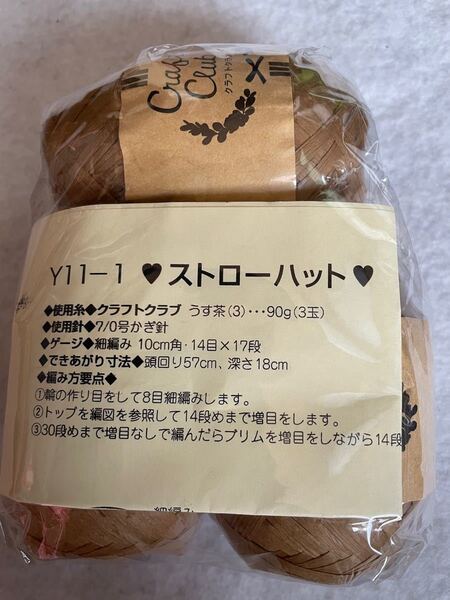 Craft
Club
クラフトクラブ
Y11-1 ♥ストローハット♥
◆使用糸◆クラフトクラブ うす茶(3)・・・90g(3玉)
◆使用針◆7/0号かぎ針
◆ゲージ◆細編み 10cm角・14目×17段
◆できあがり寸法◆頭回り57cm、深さ18cm
◆編み方要点◆
①輪の作り目をして8目細編みします。
②トップを編図を参照して14段めまで増目をします。
③30段めまで増目なしで編んだらブリムを増目をしながら14段
細編み